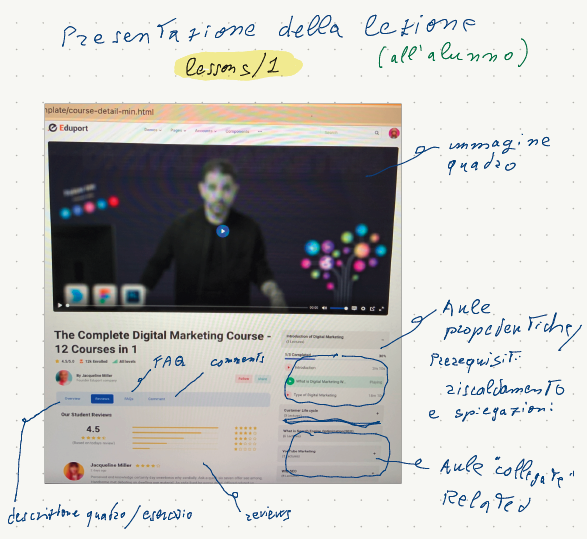 Presentazione della lezione
(all'alunno)
lessons/1
mplate/course-detail-min.html
Eduport
immagine
quadro
The Complete Digital Marketing Course -
12 Courses in 1
4.5/5.0 12k Enrolled All levels
By Jacqueline Miller
FAQ
comments
Overview Reviews FAQs Comment
Our Student Reviews
4.5
Jacqueline Miller
Introduction of Digital Marketing
Introduction
What is Digital Marketing
Type of Digital Marketing
Customer Life cycle
YouTube Marketing
Aule
propedeutiche/
Prerequisiti
riscaldamento
e spiegazioni
Aule "collegate"
Related
descrizione quadro/esercizio
reviews